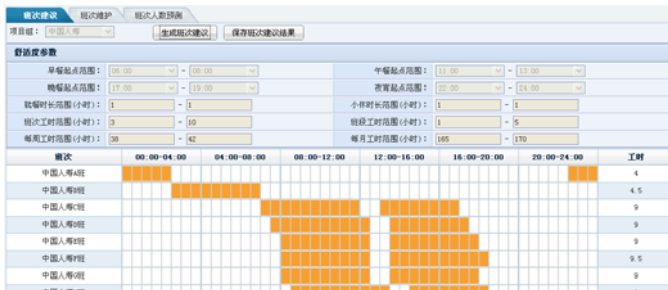 班次建议 班次维护 班次人数预测
项目组: 中国人寿 生成班次建议 保存班次建议结果
舒适度参数
早餐起点范围: 06:00 - 08:00 午餐起点范围: 11:00 - 13:00
晚餐起点范围: 17:00 - 19:00 夜宵起点范围: 22:00 - 24:00
就餐时长范围(小时): 1 - 1 小休时长范围(小时): 1 - 1
班次工时范围(小时): 3 - 10 班段工时范围(小时): 1 - 5
每周工时范围(小时): 38 - 42 每月工时范围(小时): 165 - 170
班次 00:00-04:00 04:00-08:00 08:00-12:00 12:00-16:00 16:00-20:00 20:00-24:00 工时
中国人寿A班 4
中国人寿B班 4.5
中国人寿C班 9
中国人寿D班 9
中国人寿E班 9
中国人寿F班 9.5
中国人寿G班 9